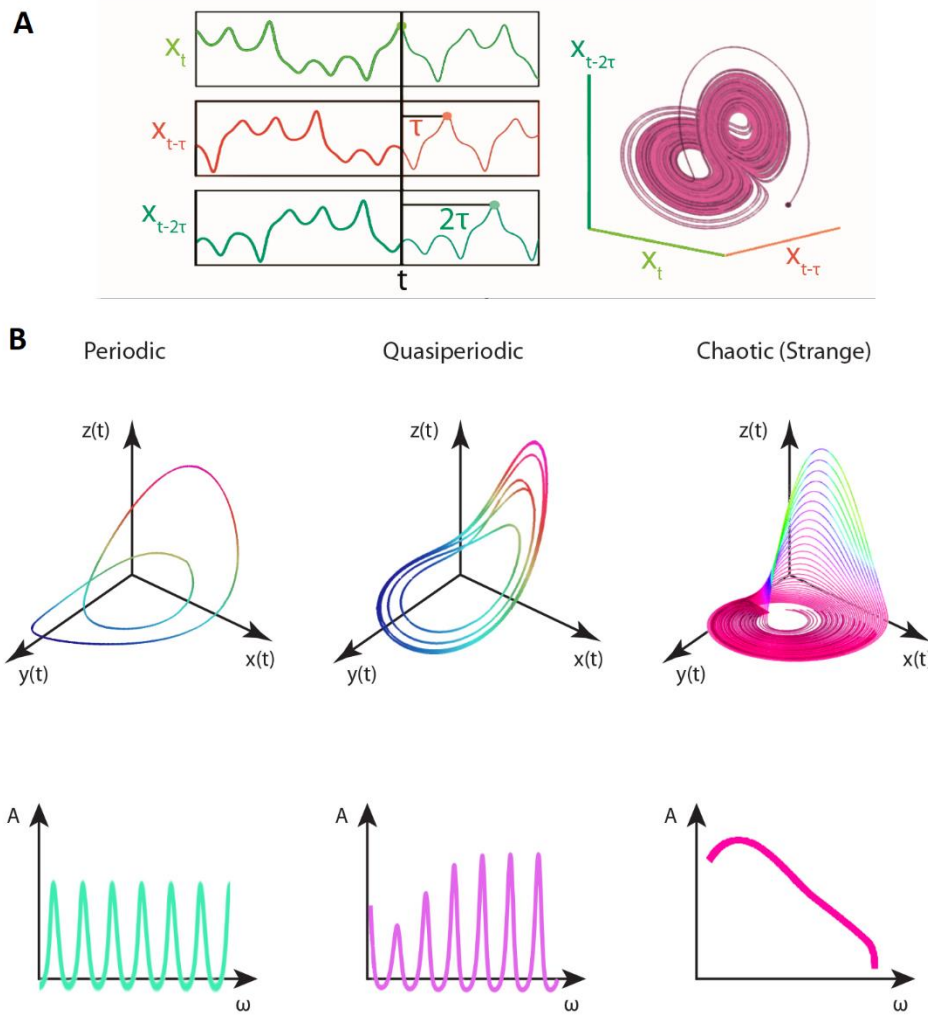 A
Xt
Xt-τ
τ
Xt-2τ
2τ
t
Xt-2τ
Xt
Xt-τ
B
Periodic
Quasiperiodic
Chaotic (Strange)
z(t)
z(t)
z(t)
y(t)
x(t)
y(t)
x(t)
y(t)
x(t)
A
A
A
ω
ω
ω